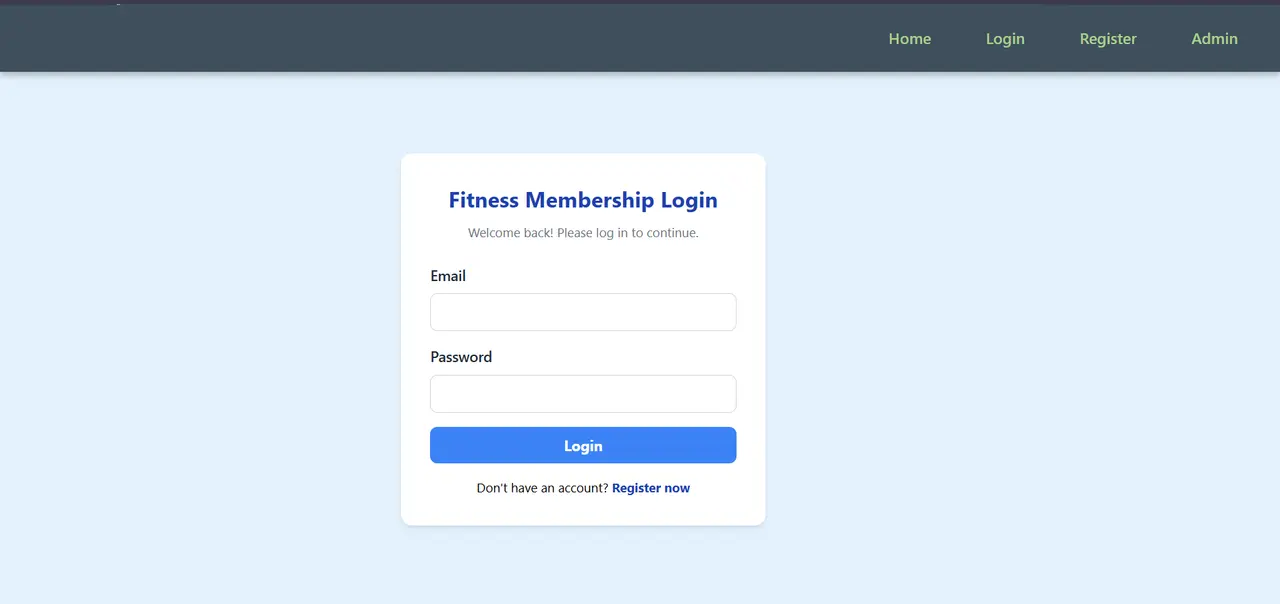 Home Login Register Admin
Fitness Membership Login
Welcome back! Please log in to continue.
Email
Password
Login
Don't have an account? Register now